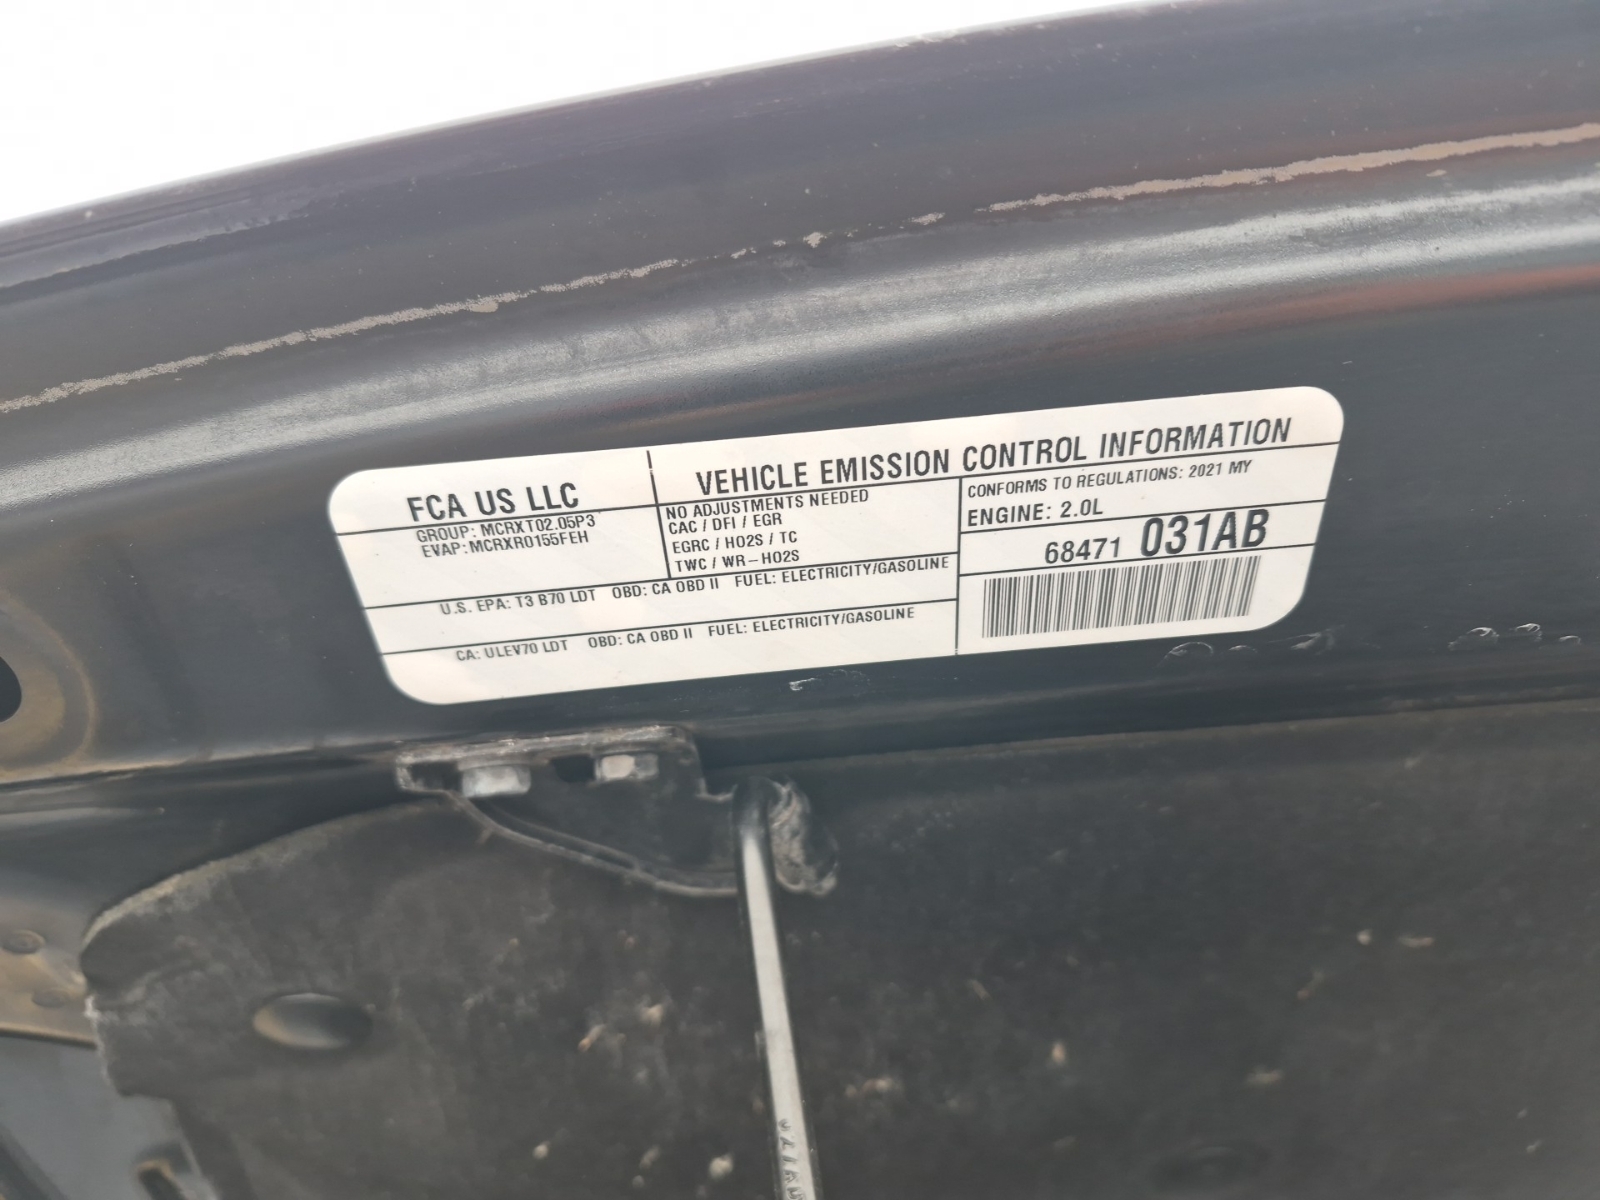 FCA US LLC
GROUP: MCRXT02.05P3
EVAP: MCRXR0155FEH
VEHICLE EMISSION CONTROL INFORMATION
NO ADJUSTMENTS NEEDED
CAC / DFI / EGR
EGRC / HO2S / TC
TWC / WR-HO2S
CONFORMS TO REGULATIONS: 2021 MY
ENGINE: 2.0L
68471 031AB
U.S. EPA: T3 B70 LDT OBD: CA OBD II FUEL: ELECTRICITY/GASOLINE
CA: ULEV70 LDT OBD: CA OBD II FUEL: ELECTRICITY/GASOLINE